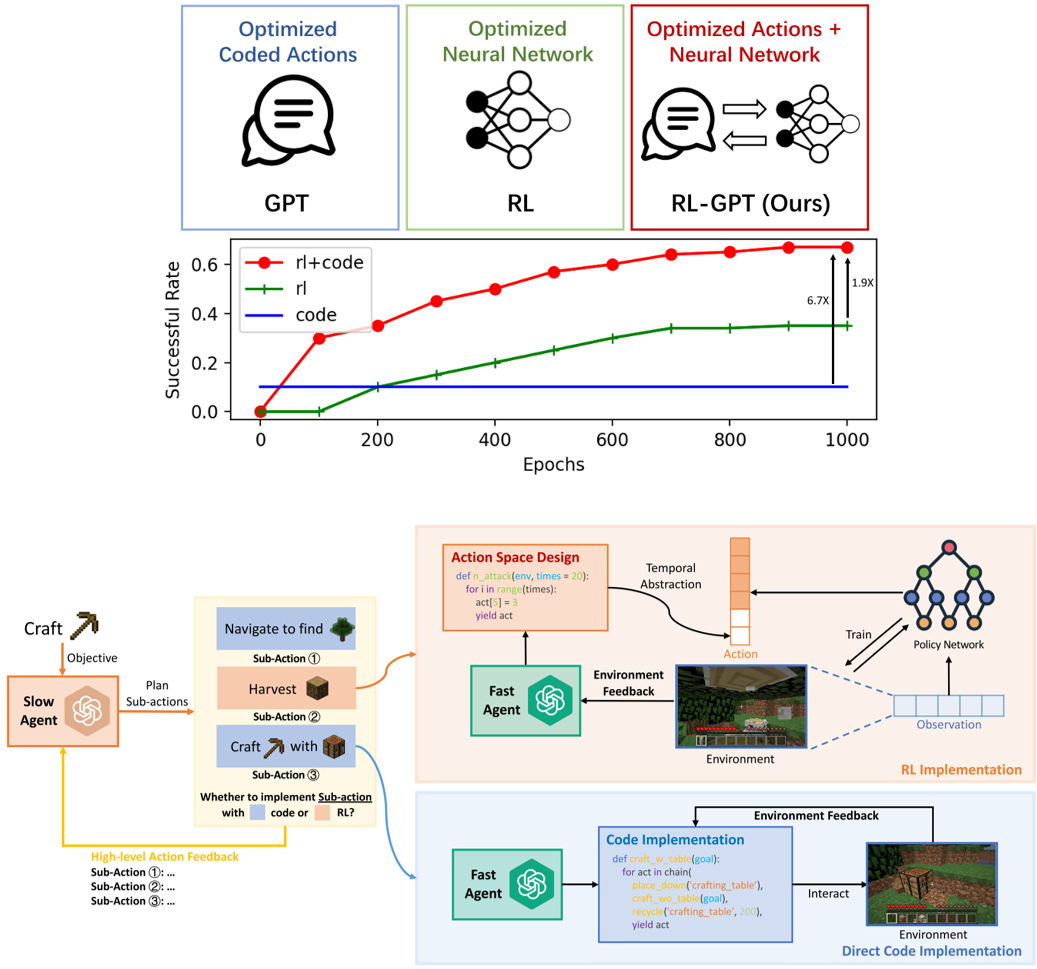 Optimized
Coded Actions
GPT
Optimized
Neural Network
RL
Optimized Actions +
Neural Network
RL-GPT (Ours)
Successful Rate
0.6
0.4
0.2
0.0
rl+code
rl
code
6.7X
1.9X
0
200
400
600
800
1000
Epochs
Craft
Objective
Slow
Agent
Plan
Sub-actions
Navigate to find
Sub-Action ①
Harvest
Sub-Action ②
Craft with
Sub-Action ③
Whether to implement Sub-action
with code or RL?
High-level Action Feedback
Sub-Action ①: ...
Sub-Action ②: ...
Sub-Action ③: ...
Action Space Design
def n_attack(env, times = 20):
for i in range(times):
act[5] = 3
yield act
Temporal
Abstraction
Action
Train
Policy Network
Fast
Agent
Environment
Feedback
Environment
Observation
RL Implementation
Environment Feedback
Fast
Agent
Code Implementation
def craft_w_table(goal):
for act in chain(
place_down('crafting_table'),
craft_wo_table(goal),
recycle('crafting_table', 200),
yield act
Interact
Environment
Direct Code Implementation